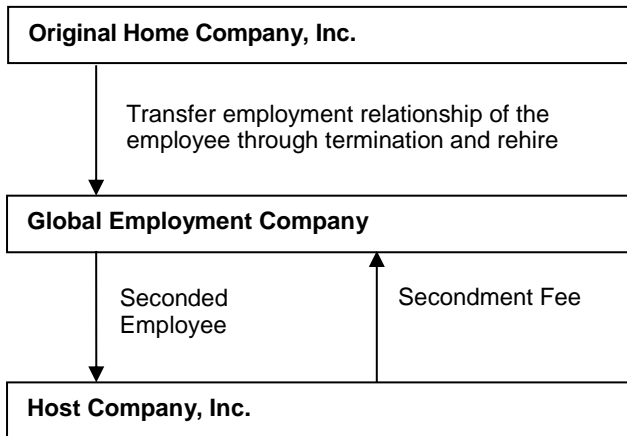 Original Home Company, Inc.
Transfer employment relationship of the
employee through termination and rehire
Global Employment Company
Seconded
Employee
Secondment Fee
Host Company, Inc.